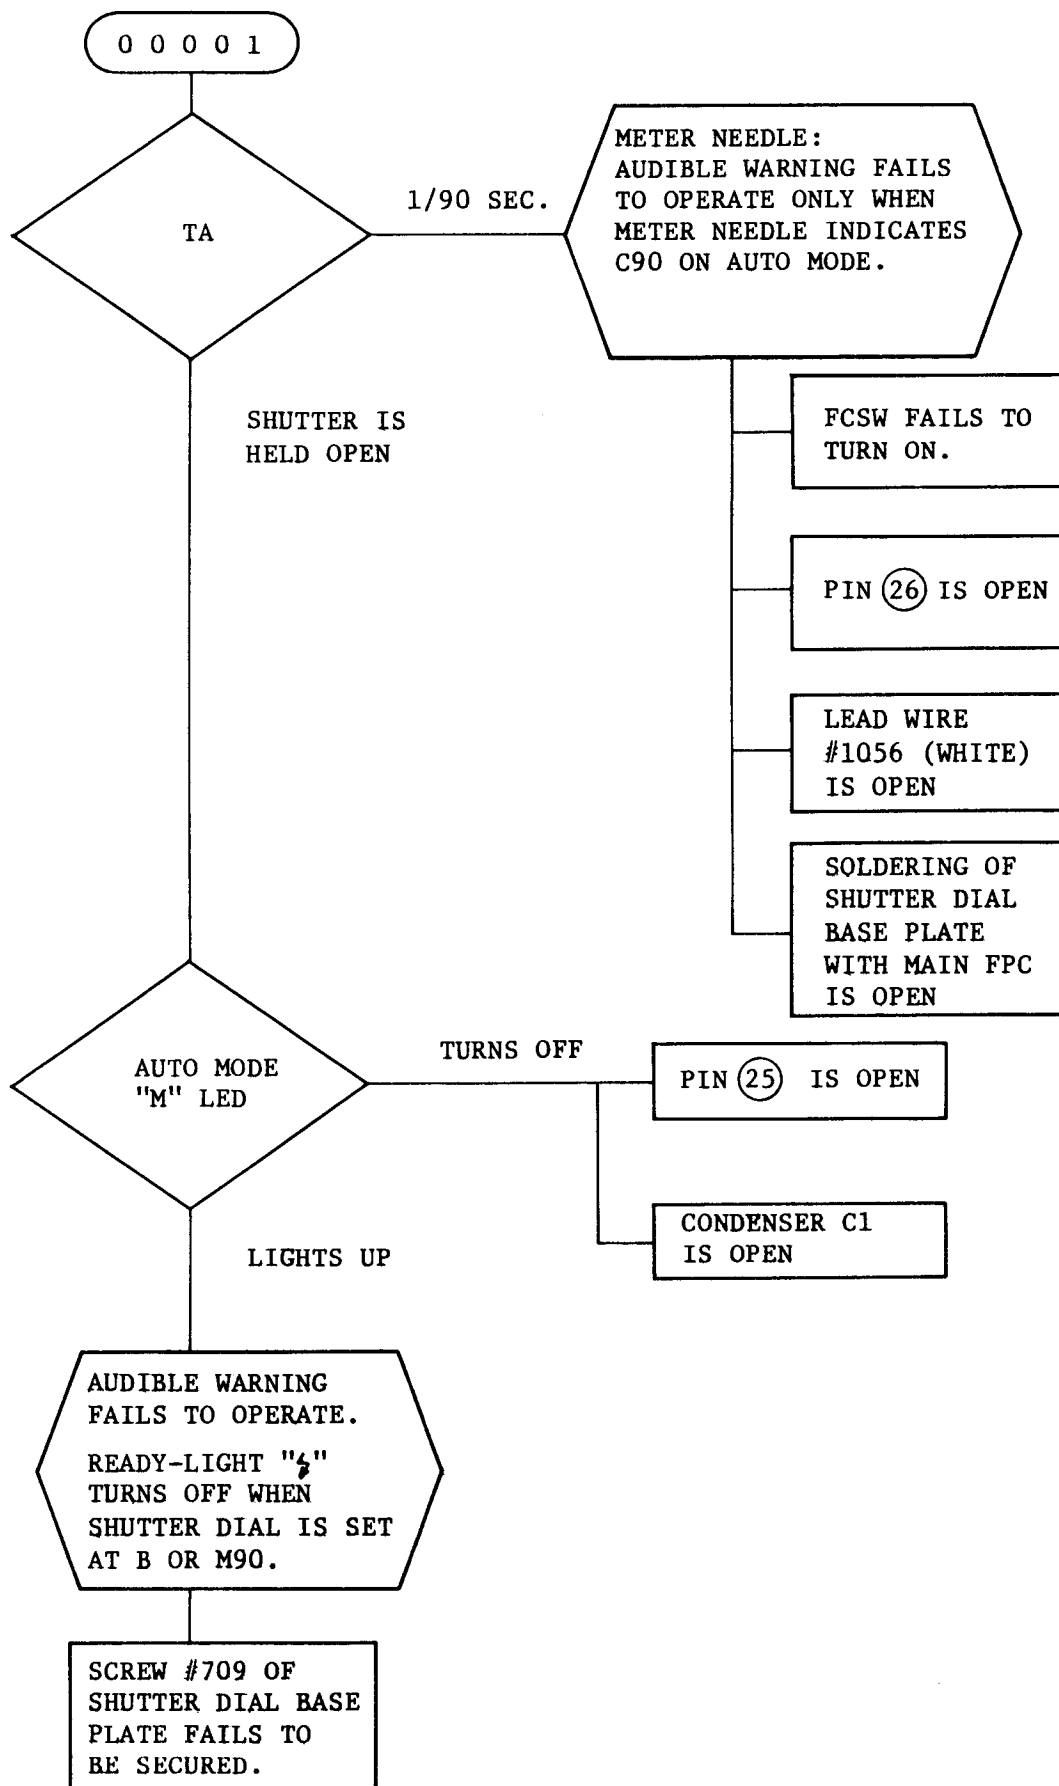 0 0 0 0 1
TA
1/90 SEC.
METER NEEDLE:
AUDIBLE WARNING FAILS
TO OPERATE ONLY WHEN
METER NEEDLE INDICATES
C90 ON AUTO MODE.
SHUTTER IS
HELD OPEN
FCSW FAILS TO
TURN ON.
PIN 26 IS OPEN
LEAD WIRE
#1056 (WHITE)
IS OPEN
SOLDERING OF
SHUTTER DIAL
BASE PLATE
WITH MAIN FPC
IS OPEN
AUTO MODE
"M" LED
TURNS OFF
PIN 25 IS OPEN
CONDENSER C1
IS OPEN
LIGHTS UP
AUDIBLE WARNING
FAILS TO OPERATE.
READY-LIGHT "⚡"
TURNS OFF WHEN
SHUTTER DIAL IS SET
AT B OR M90.
SCREW #709 OF
SHUTTER DIAL BASE
PLATE FAILS TO
BE SECURED.